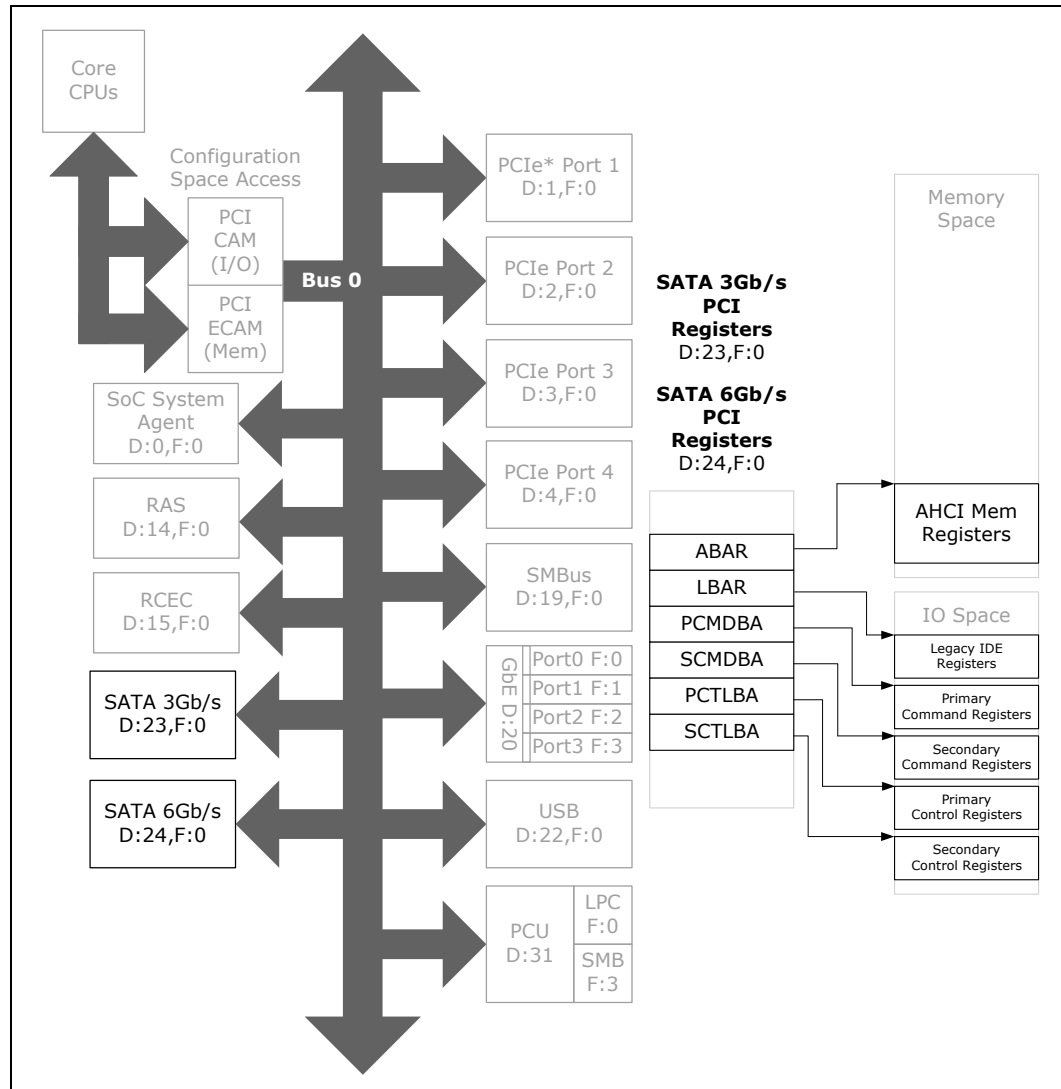 Core
CPUs
Configuration
Space Access
PCI
CAM
(I/O)
PCI
ECAM
(Mem)
Bus 0
SoC System
Agent
D:0,F:0
RAS
D:14,F:0
RCEC
D:15,F:0
SATA 3Gb/s
D:23,F:0
SATA 6Gb/s
D:24,F:0
PCIe* Port 1
D:1,F:0
PCIe Port 2
D:2,F:0
PCIe Port 3
D:3,F:0
PCIe Port 4
D:4,F:0
SMBus
D:19,F:0
GbE D:20
Port0 F:0
Port1 F:1
Port2 F:2
Port3 F:3
USB
D:22,F:0
PCU
D:31
LPC
F:0
SMB
F:3
SATA 3Gb/s
PCI
Registers
D:23,F:0
SATA 6Gb/s
PCI
Registers
D:24,F:0
ABAR
LBAR
PCMDBA
SCMDBA
PCTLBA
SCTLBA
Memory
Space
AHCI Mem
Registers
IO Space
Legacy IDE
Registers
Primary
Command Registers
Secondary
Command Registers
Primary
Control Registers
Secondary
Control Registers